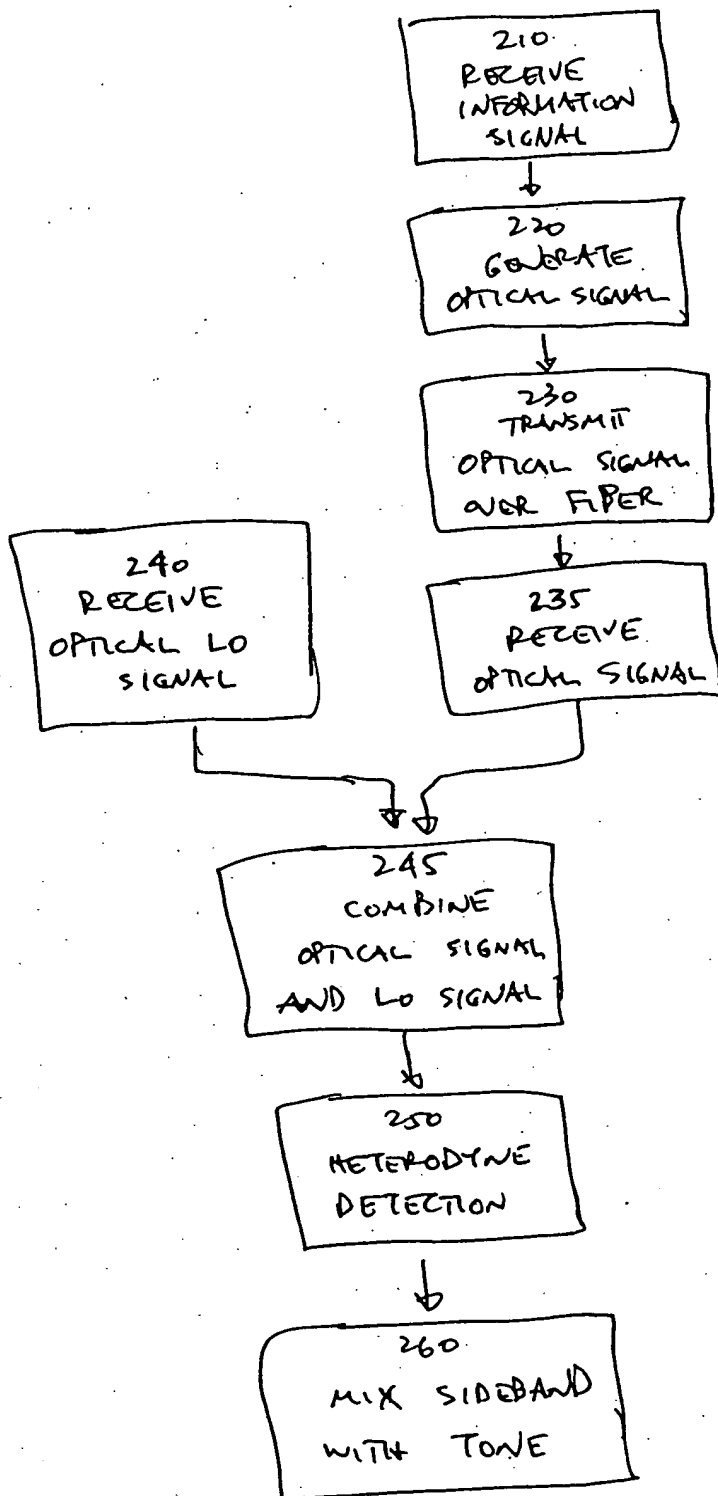 210
RECEIVE
INFORMATION
SIGNAL
220
GENERATE
OPTICAL SIGNAL
230
TRANSMIT
OPTICAL SIGNAL
OVER FIBER
240
RECEIVE
OPTICAL LO
SIGNAL
235
RECEIVE
OPTICAL SIGNAL
245
COMBINE
OPTICAL SIGNAL
AND LO SIGNAL
250
HETERODYNE
DETECTION
260
MIX SIDEBAND
WITH TONE